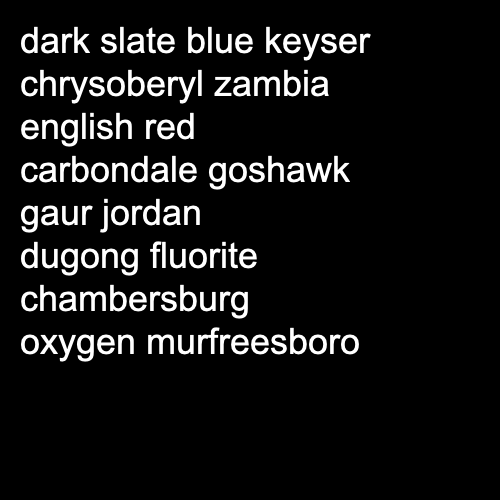 dark slate blue keyser
chrysoberyl zambia
english red
carbondale goshawk
gaur jordan
dugong fluorite
chambersburg
oxygen murfreesboro